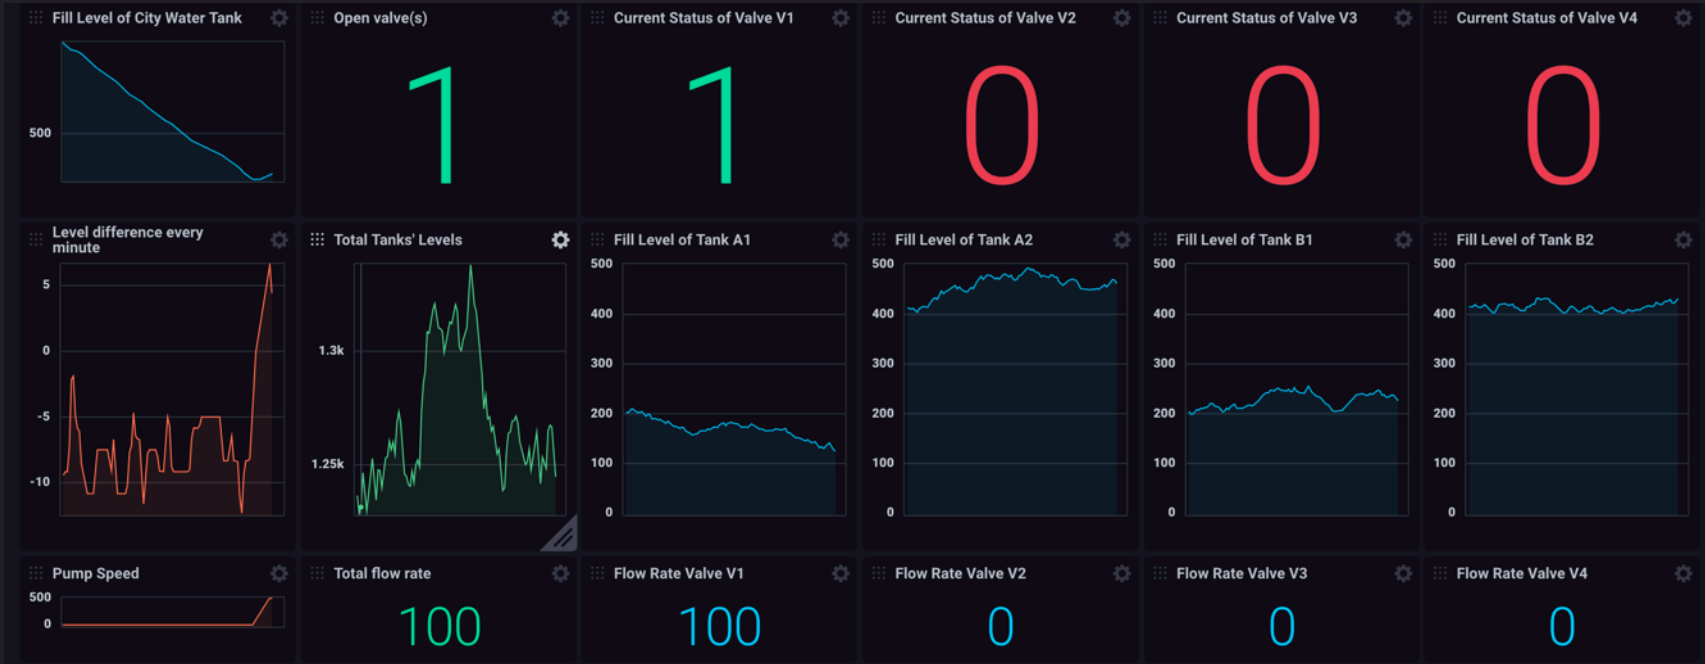 Fill Level of City Water Tank
500
Open valve(s)
1
Current Status of Valve V1
1
Current Status of Valve V2
0
Current Status of Valve V3
0
Current Status of Valve V4
0
Level difference every
minute
5
0
-5
-10
Total Tanks' Levels
1.3k
1.25k
Fill Level of Tank A1
500
400
300
200
100
0
Fill Level of Tank A2
500
400
300
200
100
0
Fill Level of Tank B1
500
400
300
200
100
0
Fill Level of Tank B2
500
400
300
200
100
0
Pump Speed
500
0
Total flow rate
100
Flow Rate Valve V1
100
Flow Rate Valve V2
0
Flow Rate Valve V3
0
Flow Rate Valve V4
0